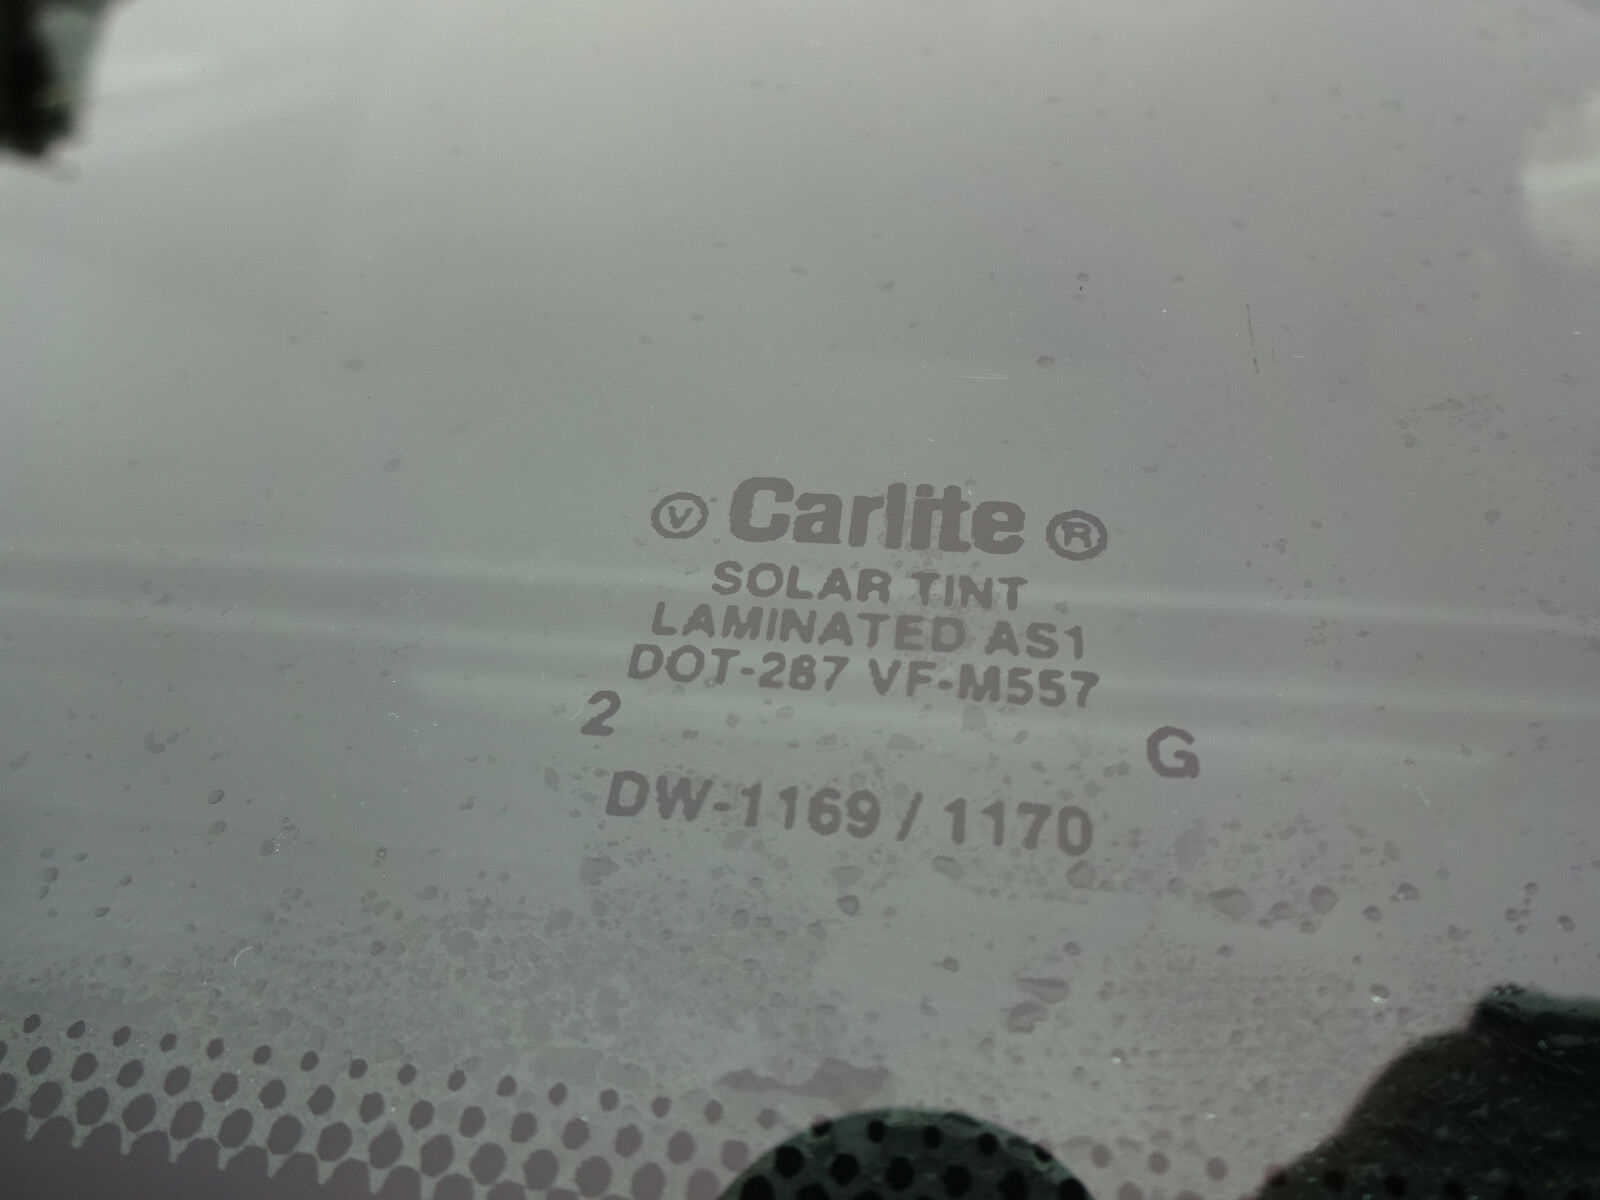 V Carlite ®
SOLAR TINT
LAMINATED AS1
DOT-287 VF-M557
2 G
DW-1169 / 1170